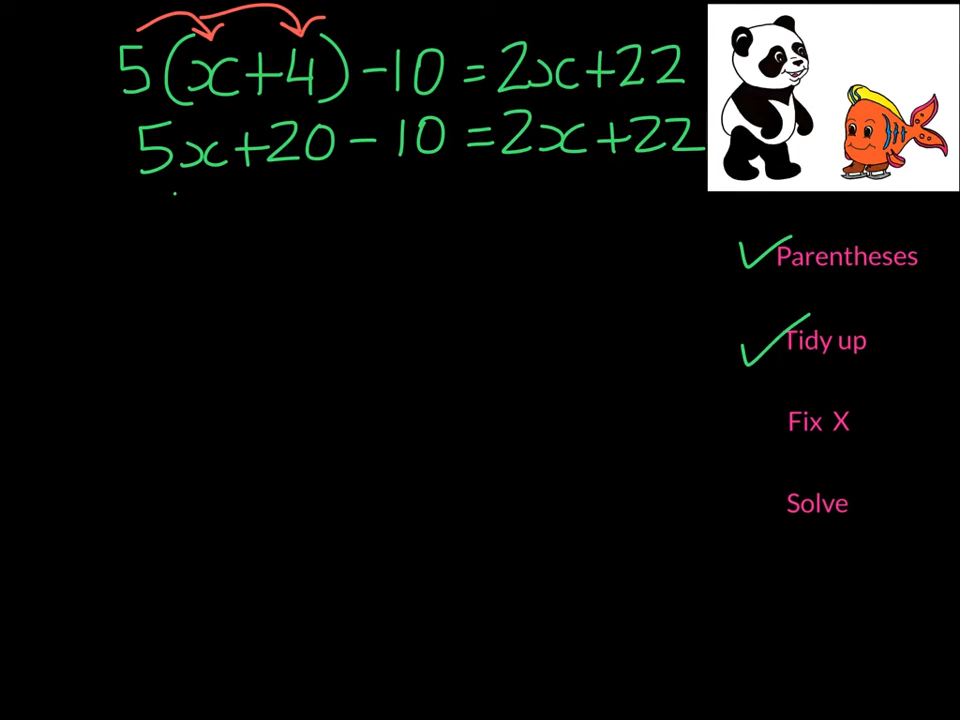 5(x+4)-10=2x+22
5x+20-10=2x+22
Parentheses
Tidy up
Fix X
Solve